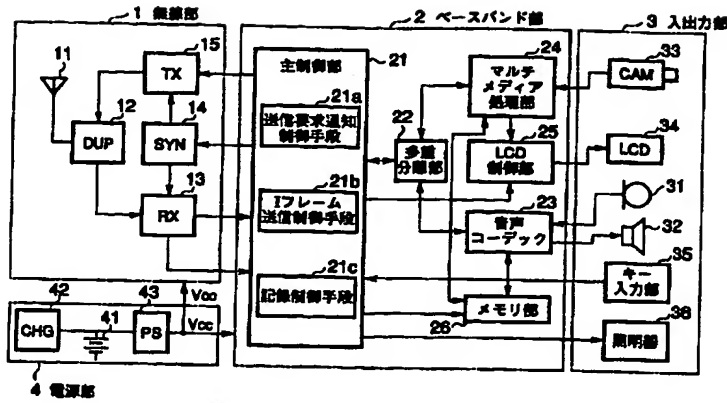 1 無線部
2 ベースバンド部
3 入出力部
11
15
TX
12
DUP
14
SYN
13
RX
42
CHG
41
43
PS
Vcc
Vcc
4 電源部
主制御部
21
21a
送信要求通知
制御手段
21b
Iフレーム
送信制御手段
21c
記録制御手段
22
多重
分離部
24
マルチ
メディア
処理部
25
LCD
制御部
23
音声
コーデック
メモリ部
26
33
CAM
34
LCD
31
32
35
キー
入力部
36
照明器